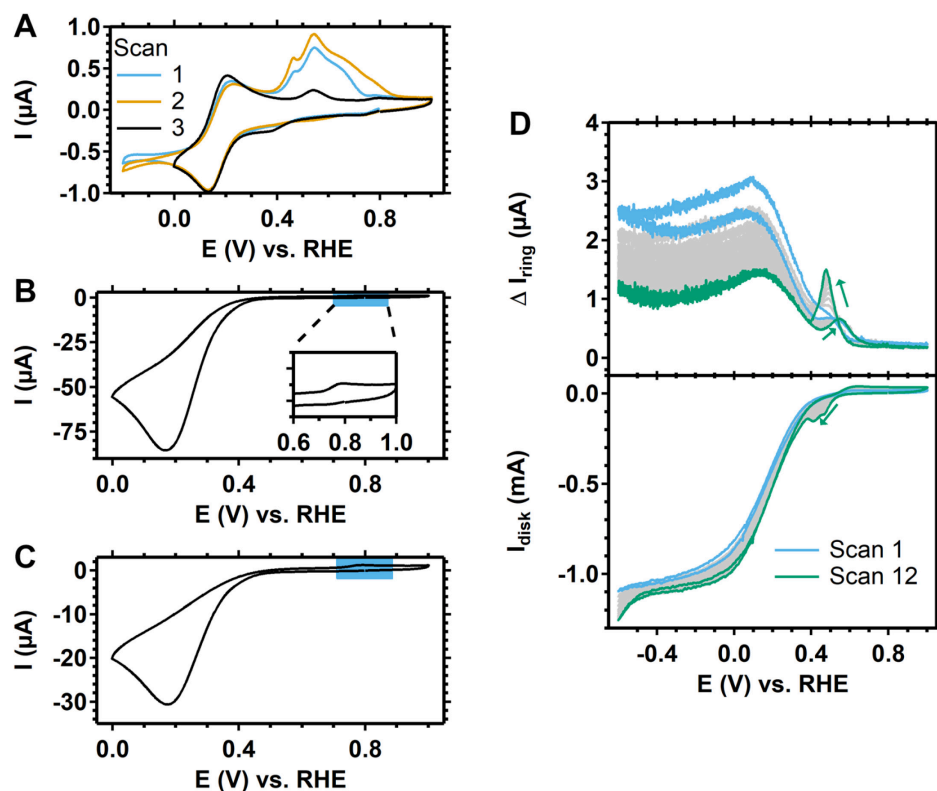 A
Scan
1
2
3
1.0
0.5
0.0
-0.5
-1.0
I (µA)
0.0 0.4 0.8
E (V) vs. RHE
B
0
-25
-50
-75
I (µA)
0.6 0.8 1.0
0.0 0.4 0.8
E (V) vs. RHE
C
0
-10
-20
-30
I (µA)
0.0 0.4 0.8
E (V) vs. RHE
D
4
3
2
1
0
Δ Iring (µA)
0.0
-0.5
-1.0
Idisk (mA)
Scan 1
Scan 12
-0.4 0.0 0.4 0.8
E (V) vs. RHE